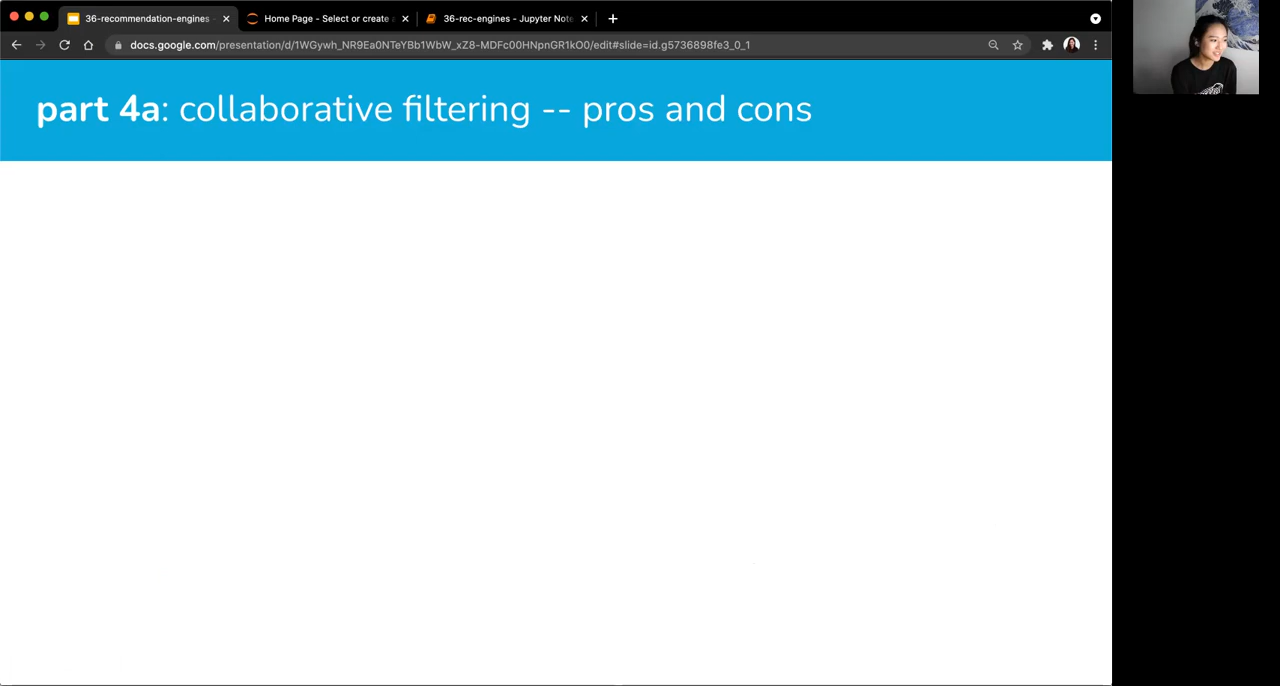 36-recommendation-engines -
Home Page - Select or create a
36-rec-engines - Jupyter Note
docs.google.com/presentation/d/1WGywh_NR9Ea0NTeYBb1WbW_xZ8-MDFc00HNpnGR1kO0/edit#slide=id.g5736898fe3_0_1
part 4a: collaborative filtering -- pros and cons